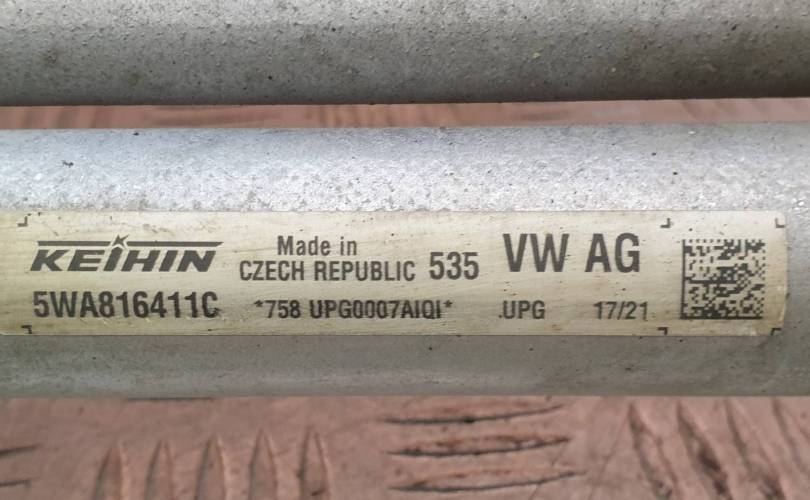 KEIHIN Made in CZECH REPUBLIC 535 VW AG
5WA816411C *758 UPG0007AIQI* .UPG 17/21